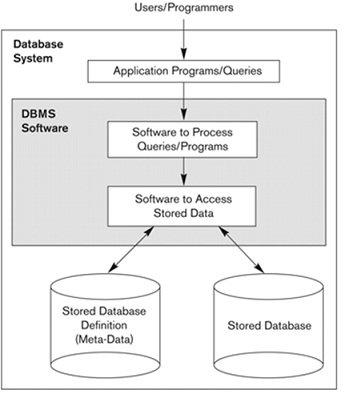 Users/Programmers
Database
System
Application Programs/Queries
DBMS
Software
Software to Process
Queries/Programs
Software to Access
Stored Data
Stored Database
Definition
(Meta-Data)
Stored Database